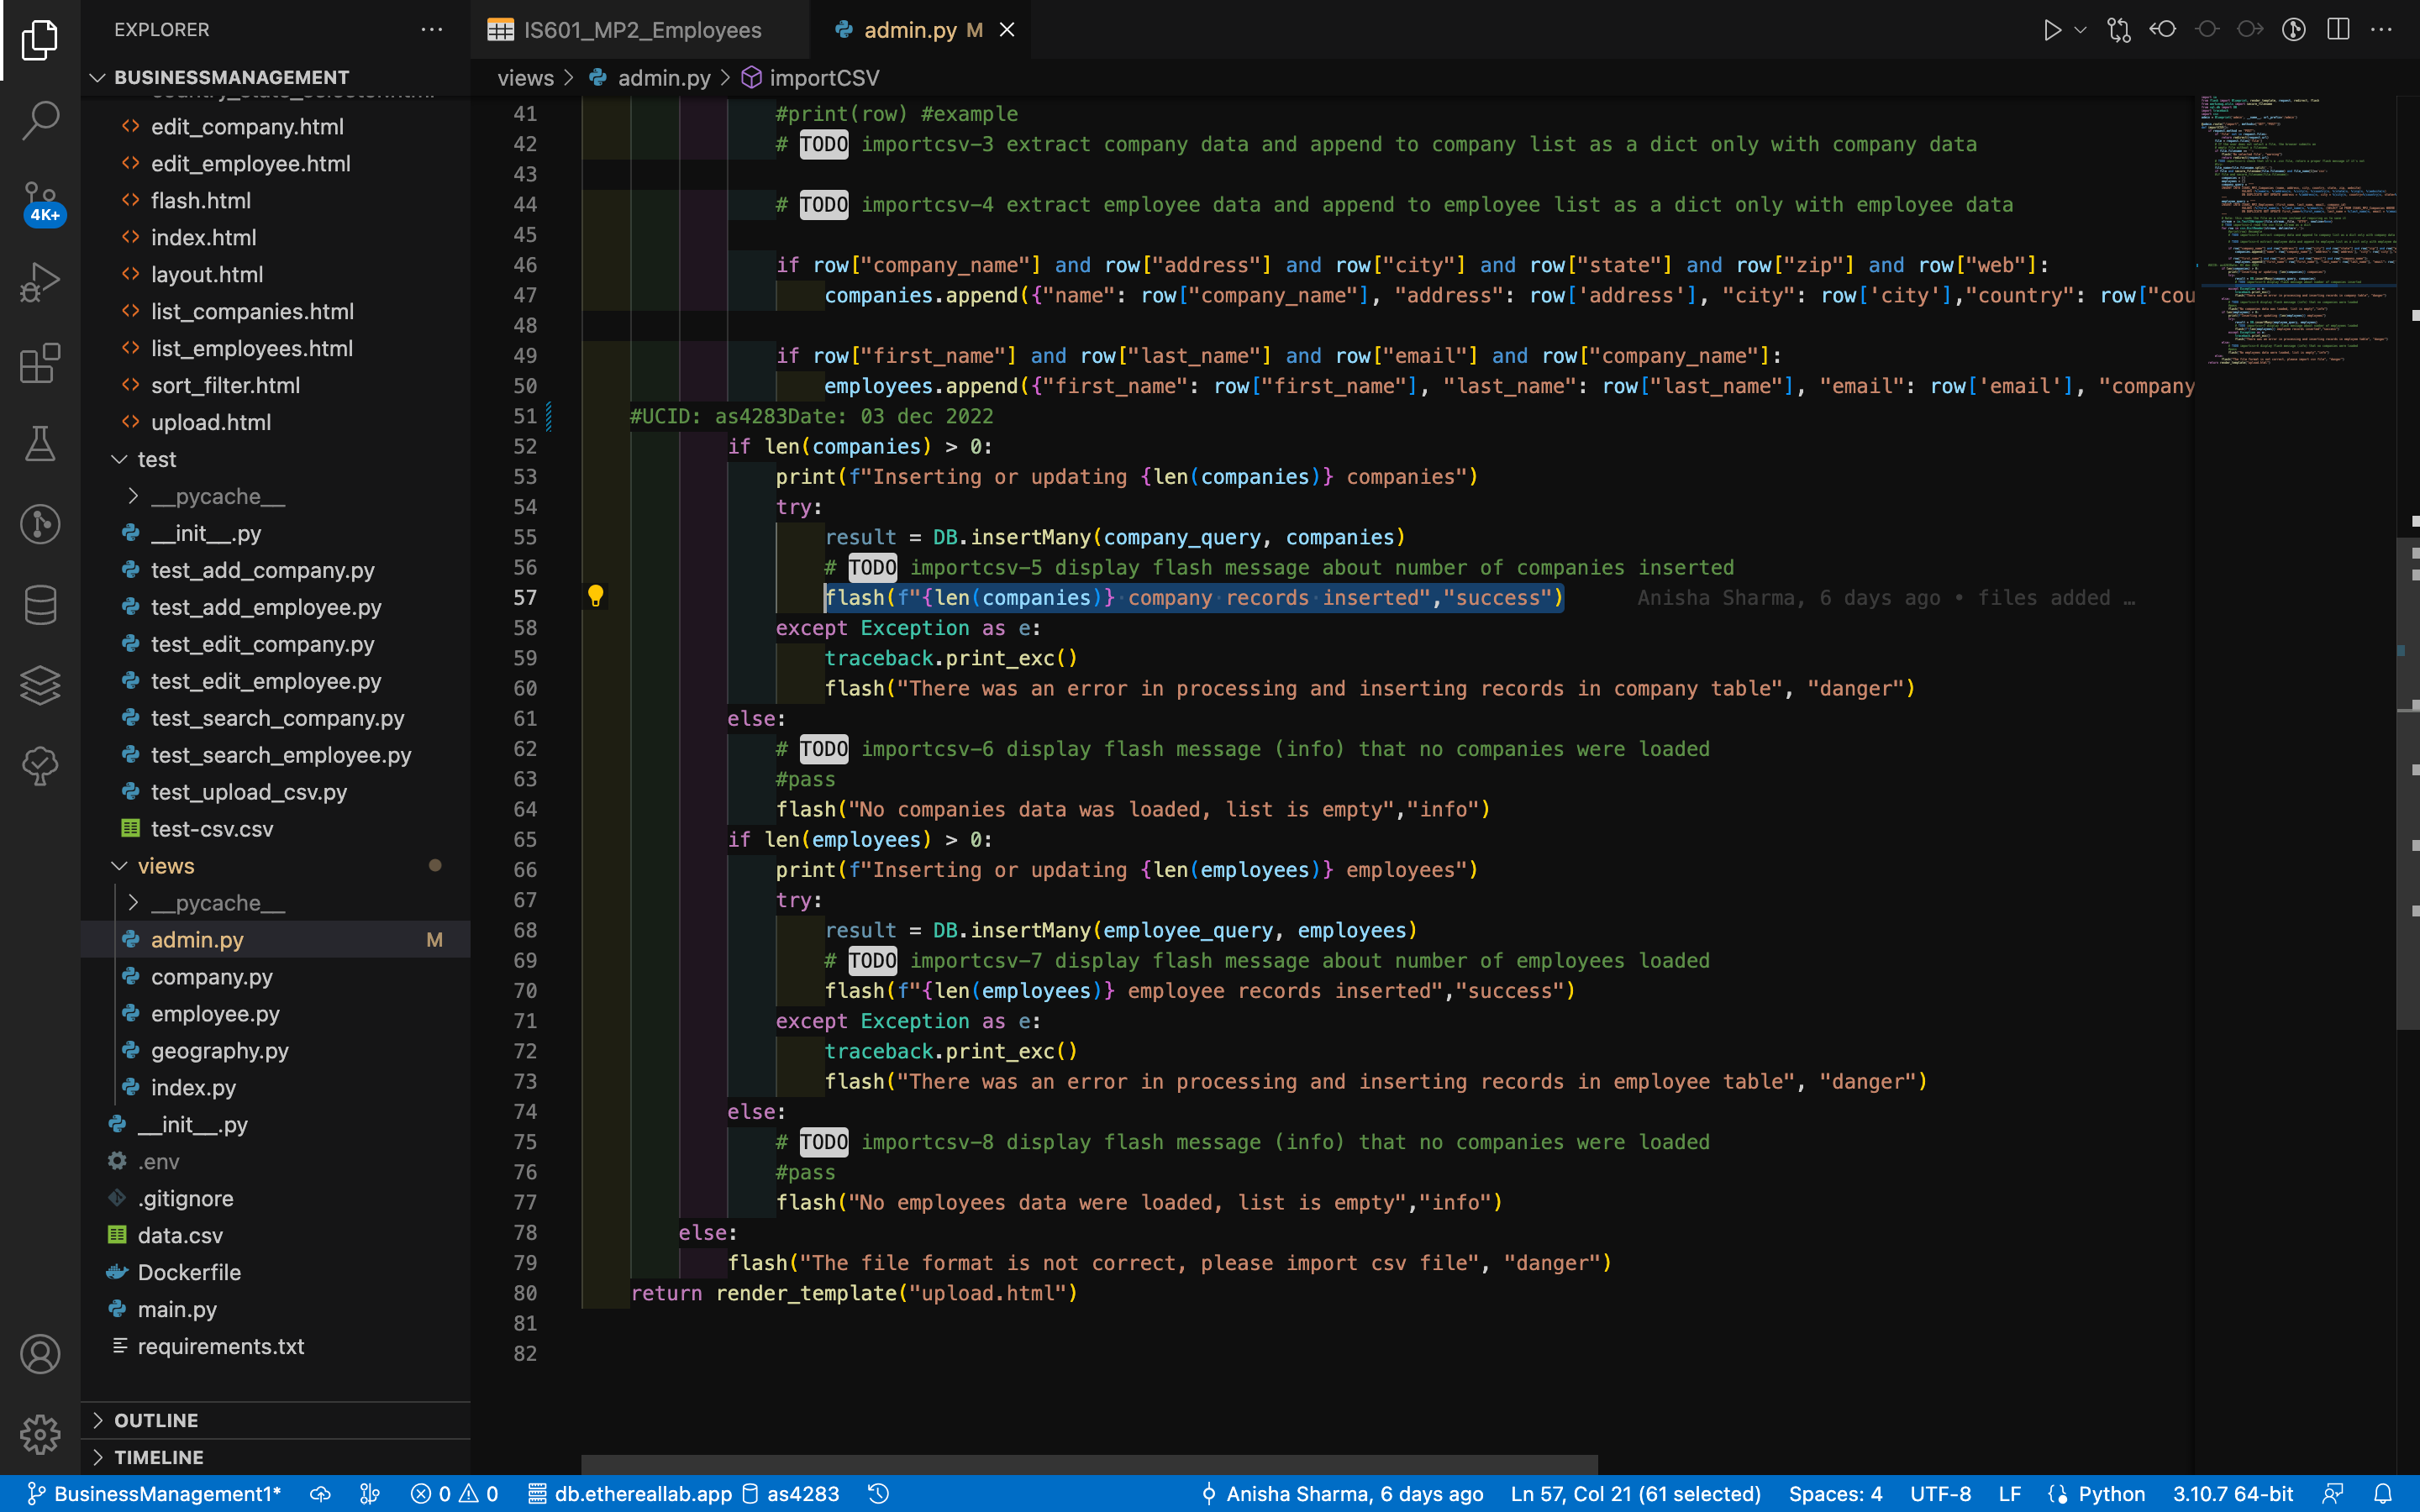 EXPLORER
BUSINESSMANAGEMENT
edit_company.html
edit_employee.html
flash.html
index.html
layout.html
list_companies.html
list_employees.html
sort_filter.html
upload.html
test
__pycache__
__init__.py
test_add_company.py
test_add_employee.py
test_edit_company.py
test_edit_employee.py
test_search_company.py
test_search_employee.py
test_upload_csv.py
test-csv.csv
views
__pycache__
admin.py M
company.py
employee.py
geography.py
index.py
__init__.py
.env
.gitignore
data.csv
Dockerfile
main.py
requirements.txt
OUTLINE
TIMELINE
4K+
IS601_MP2_Employees
admin.py M
views > admin.py > importCSV
41 #print(row) #example
42 # TODO importcsv-3 extract company data and append to company list as a dict only with company data
43
44 # TODO importcsv-4 extract employee data and append to employee list as a dict only with employee data
45
46 if row["company_name"] and row["address"] and row["city"] and row["state"] and row["zip"] and row["web"]:
47 companies.append({"name": row["company_name"], "address": row['address'], "city": row['city'],"country": row["cou
48
49 if row["first_name"] and row["last_name"] and row["email"] and row["company_name"]:
50 employees.append({"first_name": row["first_name"], "last_name": row["last_name"], "email": row['email'], "company
51 #UCID: as4283Date: 03 dec 2022
52 if len(companies) > 0:
53 print(f"Inserting or updating {len(companies)} companies")
54 try:
55 result = DB.insertMany(company_query, companies)
56 # TODO importcsv-5 display flash message about number of companies inserted
57 flash(f"{len(companies)} company records inserted","success") Anisha Sharma, 6 days ago • files added …
58 except Exception as e:
59 traceback.print_exc()
60 flash("There was an error in processing and inserting records in company table", "danger")
61 else:
62 # TODO importcsv-6 display flash message (info) that no companies were loaded
63 #pass
64 flash("No companies data was loaded, list is empty","info")
65 if len(employees) > 0:
66 print(f"Inserting or updating {len(employees)} employees")
67 try:
68 result = DB.insertMany(employee_query, employees)
69 # TODO importcsv-7 display flash message about number of employees loaded
70 flash(f"{len(employees)} employee records inserted","success")
71 except Exception as e:
72 traceback.print_exc()
73 flash("There was an error in processing and inserting records in employee table", "danger")
74 else:
75 # TODO importcsv-8 display flash message (info) that no companies were loaded
76 #pass
77 flash("No employees data were loaded, list is empty","info")
78 else:
79 flash("The file format is not correct, please import csv file", "danger")
80 return render_template("upload.html")
81
82
BusinessManagement1* 0 0 db.ethereallab.app as4283 Anisha Sharma, 6 days ago Ln 57, Col 21 (61 selected) Spaces: 4 UTF-8 LF Python 3.10.7 64-bit